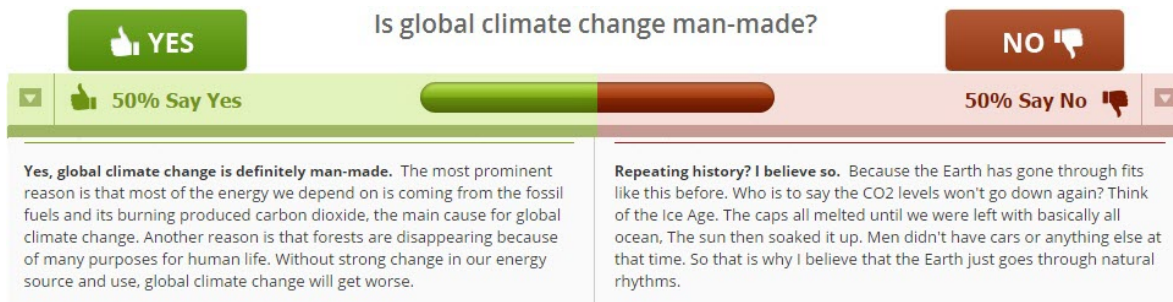 Is global climate change man-made?
YES
NO
50% Say Yes
50% Say No
Yes, global climate change is definitely man-made. The most prominent
reason is that most of the energy we depend on is coming from the fossil
fuels and its burning produced carbon dioxide, the main cause for global
climate change. Another reason is that forests are disappearing because
of many purposes for human life. Without strong change in our energy
source and use, global climate change will get worse.
Repeating history? I believe so. Because the Earth has gone through fits
like this before. Who is to say the CO2 levels won't go down again? Think
of the Ice Age. The caps all melted until we were left with basically all
ocean, The sun then soaked it up. Men didn't have cars or anything else at
that time. So that is why I believe that the Earth just goes through natural
rhythms.